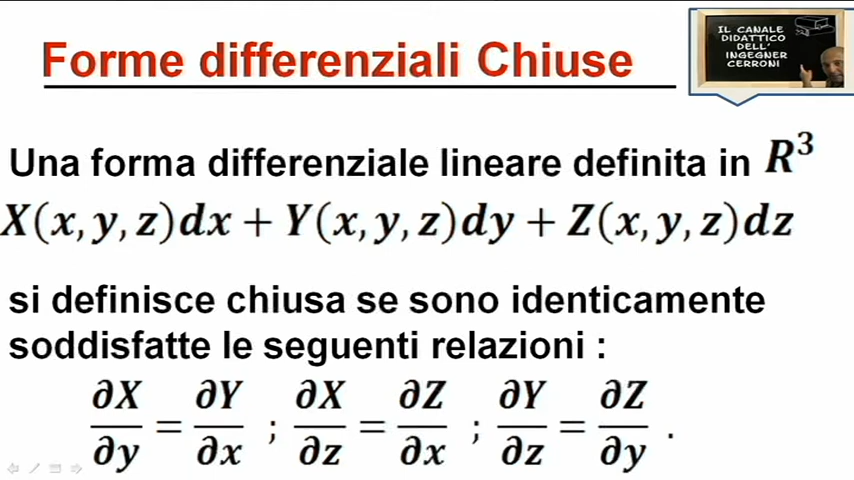 Forme differenziali Chiuse
IL CANALE
DIDATTICO
DELL'
INGEGNER
CERRONI
Una forma differenziale lineare definita in R³
X(x, y, z)dx + Y(x, y, z)dy + Z(x, y, z)dz
si definisce chiusa se sono identicamente
soddisfatte le seguenti relazioni :
∂X/∂y = ∂Y/∂x ; ∂X/∂z = ∂Z/∂x ; ∂Y/∂z = ∂Z/∂y .